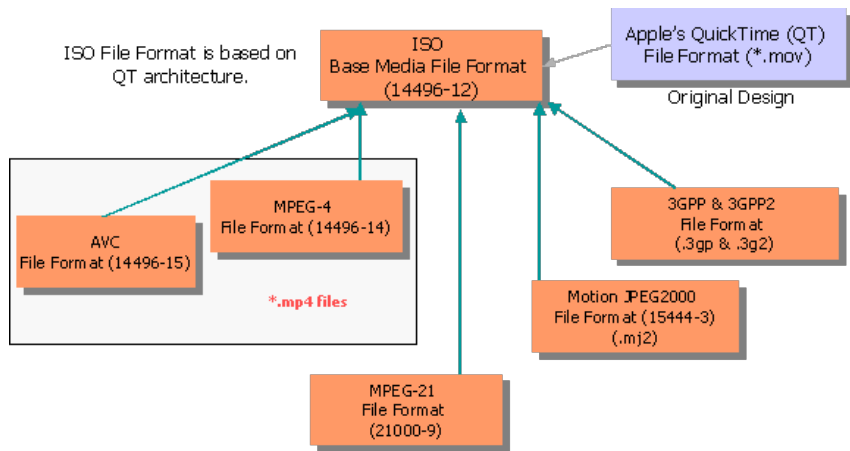 ISO File Format is based on
QT architecture.
ISO
Base Media File Format
(14496-12)
Apple's QuickTime (QT)
File Format (*.mov)
Original Design
MPEG-4
File Format (14496-14)
AVC
File Format (14496-15)
*.mp4 files
3GPP & 3GPP2
File Format
(.3gp & .3g2)
Motion JPEG2000
File Format (15444-3)
(.mj2)
MPEG-21
File Format
(21000-9)